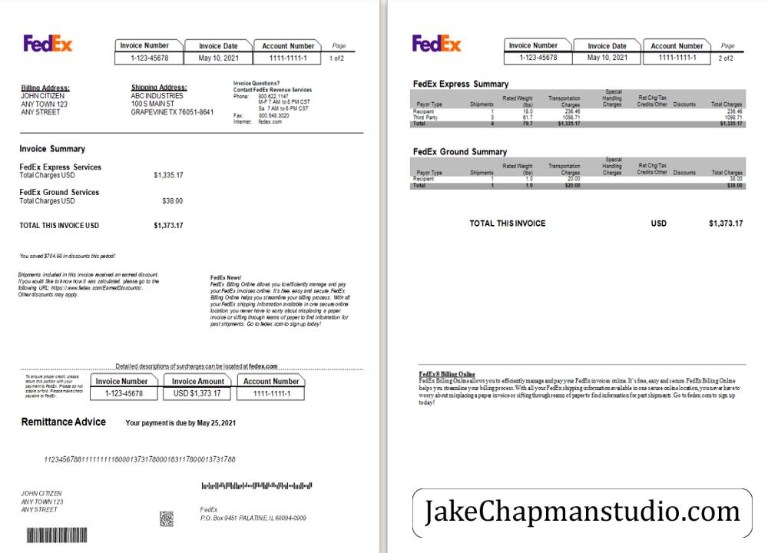 FedEx
Invoice Number Invoice Date Account Number Page
1-123-45678 May 10, 2021 1111-1111-1 1 of 2
Billing Address:
JOHN CITIZEN
ANY TOWN 123
ANY STREET
Shipping Address:
ABC INDUSTRIES
100 S MAIN ST
GRAPEVINE TX 76051-8641
Invoice Questions?
Contact FedEx Revenue Services
Phone: 800.622.1147
M-F 7 AM to 8 PM CST
Sa 7 AM to 6 PM CST
Fax: 800.548.3020
Internet: fedex.com
Invoice Summary
FedEx Express Services
Total Charges USD $1,335.17
FedEx Ground Services
Total Charges USD $38.00
TOTAL THIS INVOICE USD $1,373.17
You saved in discounts this period!
Shipments included in this invoice received an earned discount.
If you would like to know how it was calculated, please go to the
following URL: https://www.fedex.com/EarnedDiscounts/.
Other discounts may apply.
FedEx News!
FedEx Billing Online allows you to efficiently manage and pay
your FedEx invoices online. It's free, easy and secure. FedEx
Billing Online helps you streamline your billing process. With all
your FedEx shipping information available in one secure online
location, you never have to worry about misplacing a paper
invoice or sifting through reams of paper to find information for
past shipments. Go to fedex.com to sign up today!
Detailed descriptions of surcharges can be located at fedex.com
To ensure proper credit, please
return this portion with your
payment to FedEx. Please do not
staple or fold. Please make check
payable to FedEx.
Invoice Number Invoice Amount Account Number
1-123-45678 USD $1,373.17 1111-1111-1
Remittance Advice Your payment is due by May 25, 2021
JOHN CITIZEN
ANY TOWN 123
ANY STREET
FedEx
P.O. Box 9451 PALATINE, IL 60094-0909
FedEx
Invoice Number Invoice Date Account Number Page
1-123-45678 May 10, 2021 1111-1111-1 2 of 2
FedEx Express Summary
Payor Type Shipments Rated Weight (lbs) Transportation Charges Special Handling Charges Ret Chg/Tax Credits/Other Discounts Total Charges
Recipient 1 18.0 236.46 236.46
Third Party 3 61.7 1098.71 1098.71
Total 4 79.7 $1,335.17 $1,335.17
FedEx Ground Summary
Payor Type Shipments Rated Weight (lbs) Transportation Charges Special Handling Charges Ret Chg/Tax Credits/Other Discounts Total Charges
Recipient 1 1.0 20.00 38.00
Total 1 1.0 $20.00 $38.00
TOTAL THIS INVOICE USD $1,373.17
FedEx® Billing Online
FedEx Billing Online allows you to efficiently manage and pay your FedEx invoices online. It's free, easy and secure. FedEx Billing Online
helps you streamline your billing process. With all your FedEx shipping information available in one secure online location, you never have to
worry about misplacing a paper invoice or sifting through reams of paper to find information for past shipments. Go to fedex.com to sign up
today!
JakeChapmanstudio.com